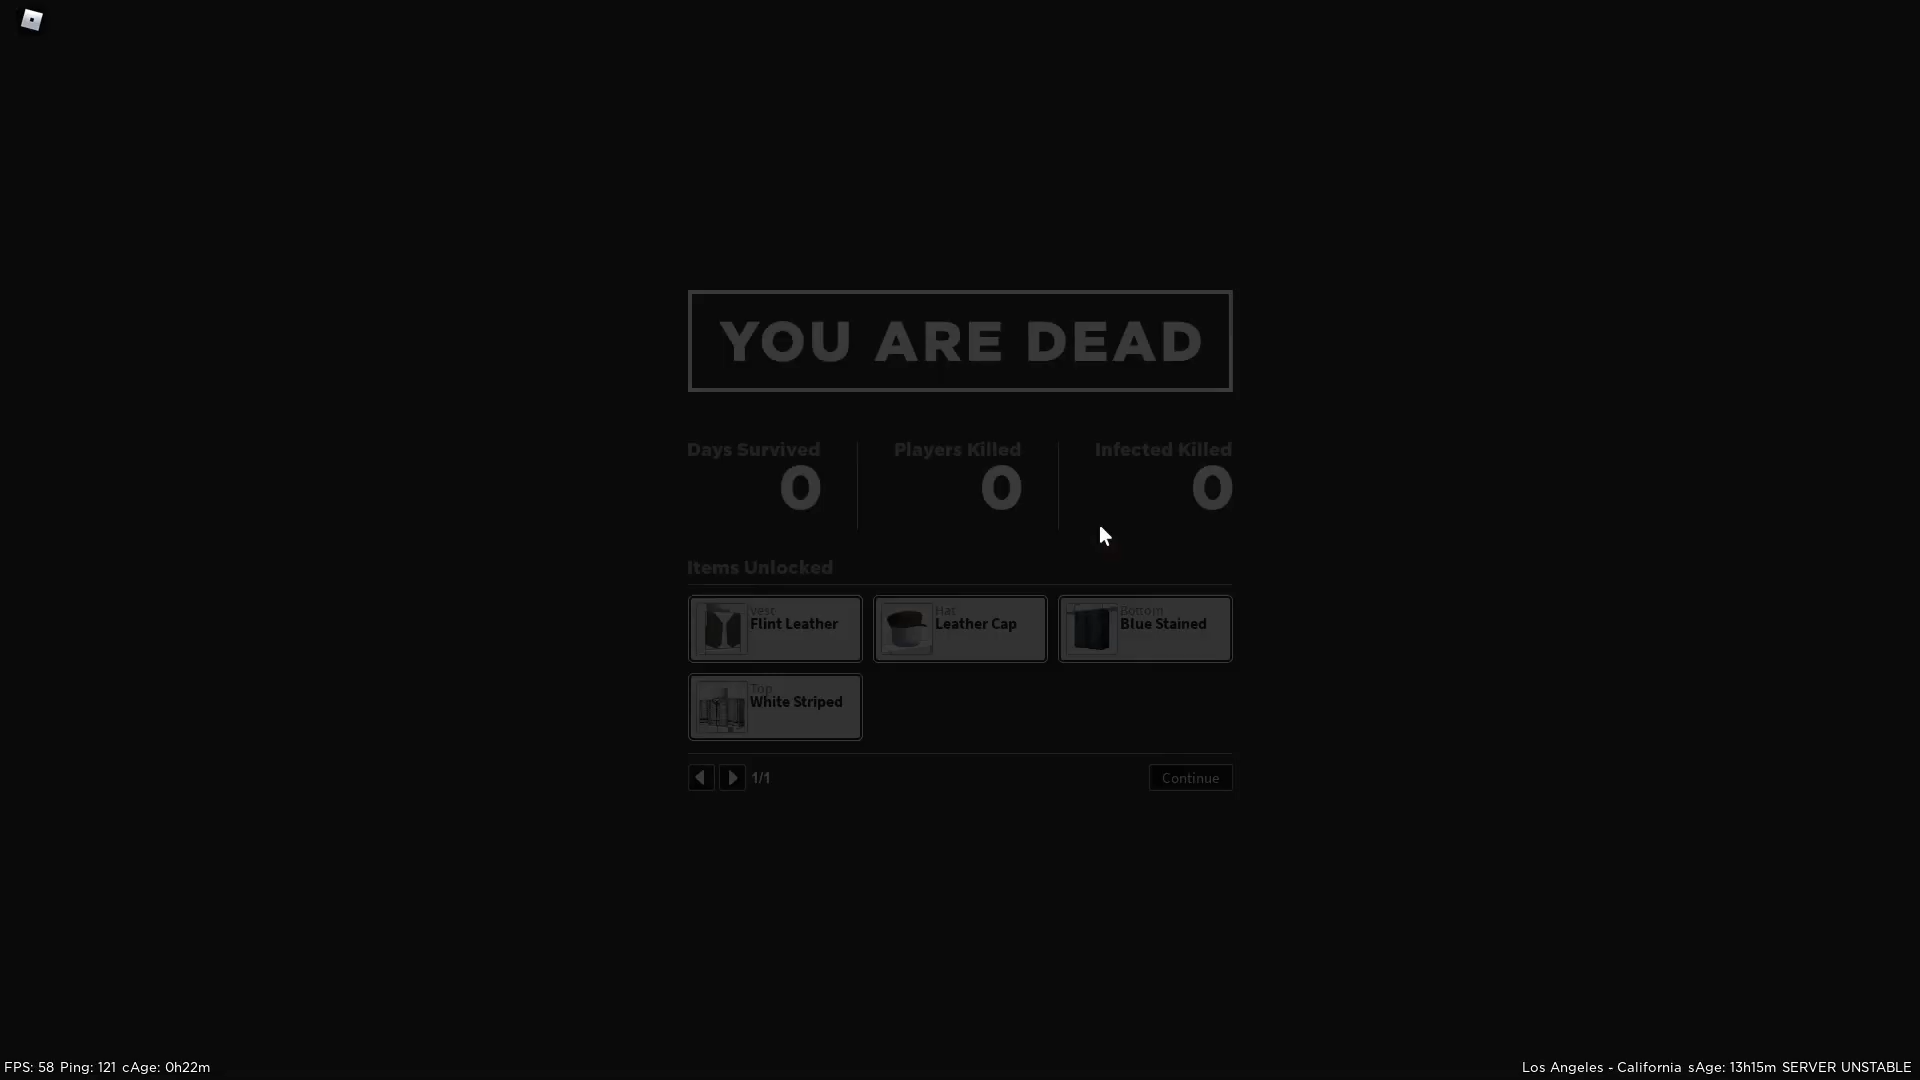 YOU ARE DEAD
Days Survived Players Killed Infected Killed
0 0 0
Items Unlocked
Vest Hat Bottom
Flint Leather Leather Cap Blue Stained
Top
White Striped
1/1 Continue
FPS: 58 Ping: 121 cAge: 0h22m Los Angeles - California sAge: 13h15m SERVER UNSTABLE